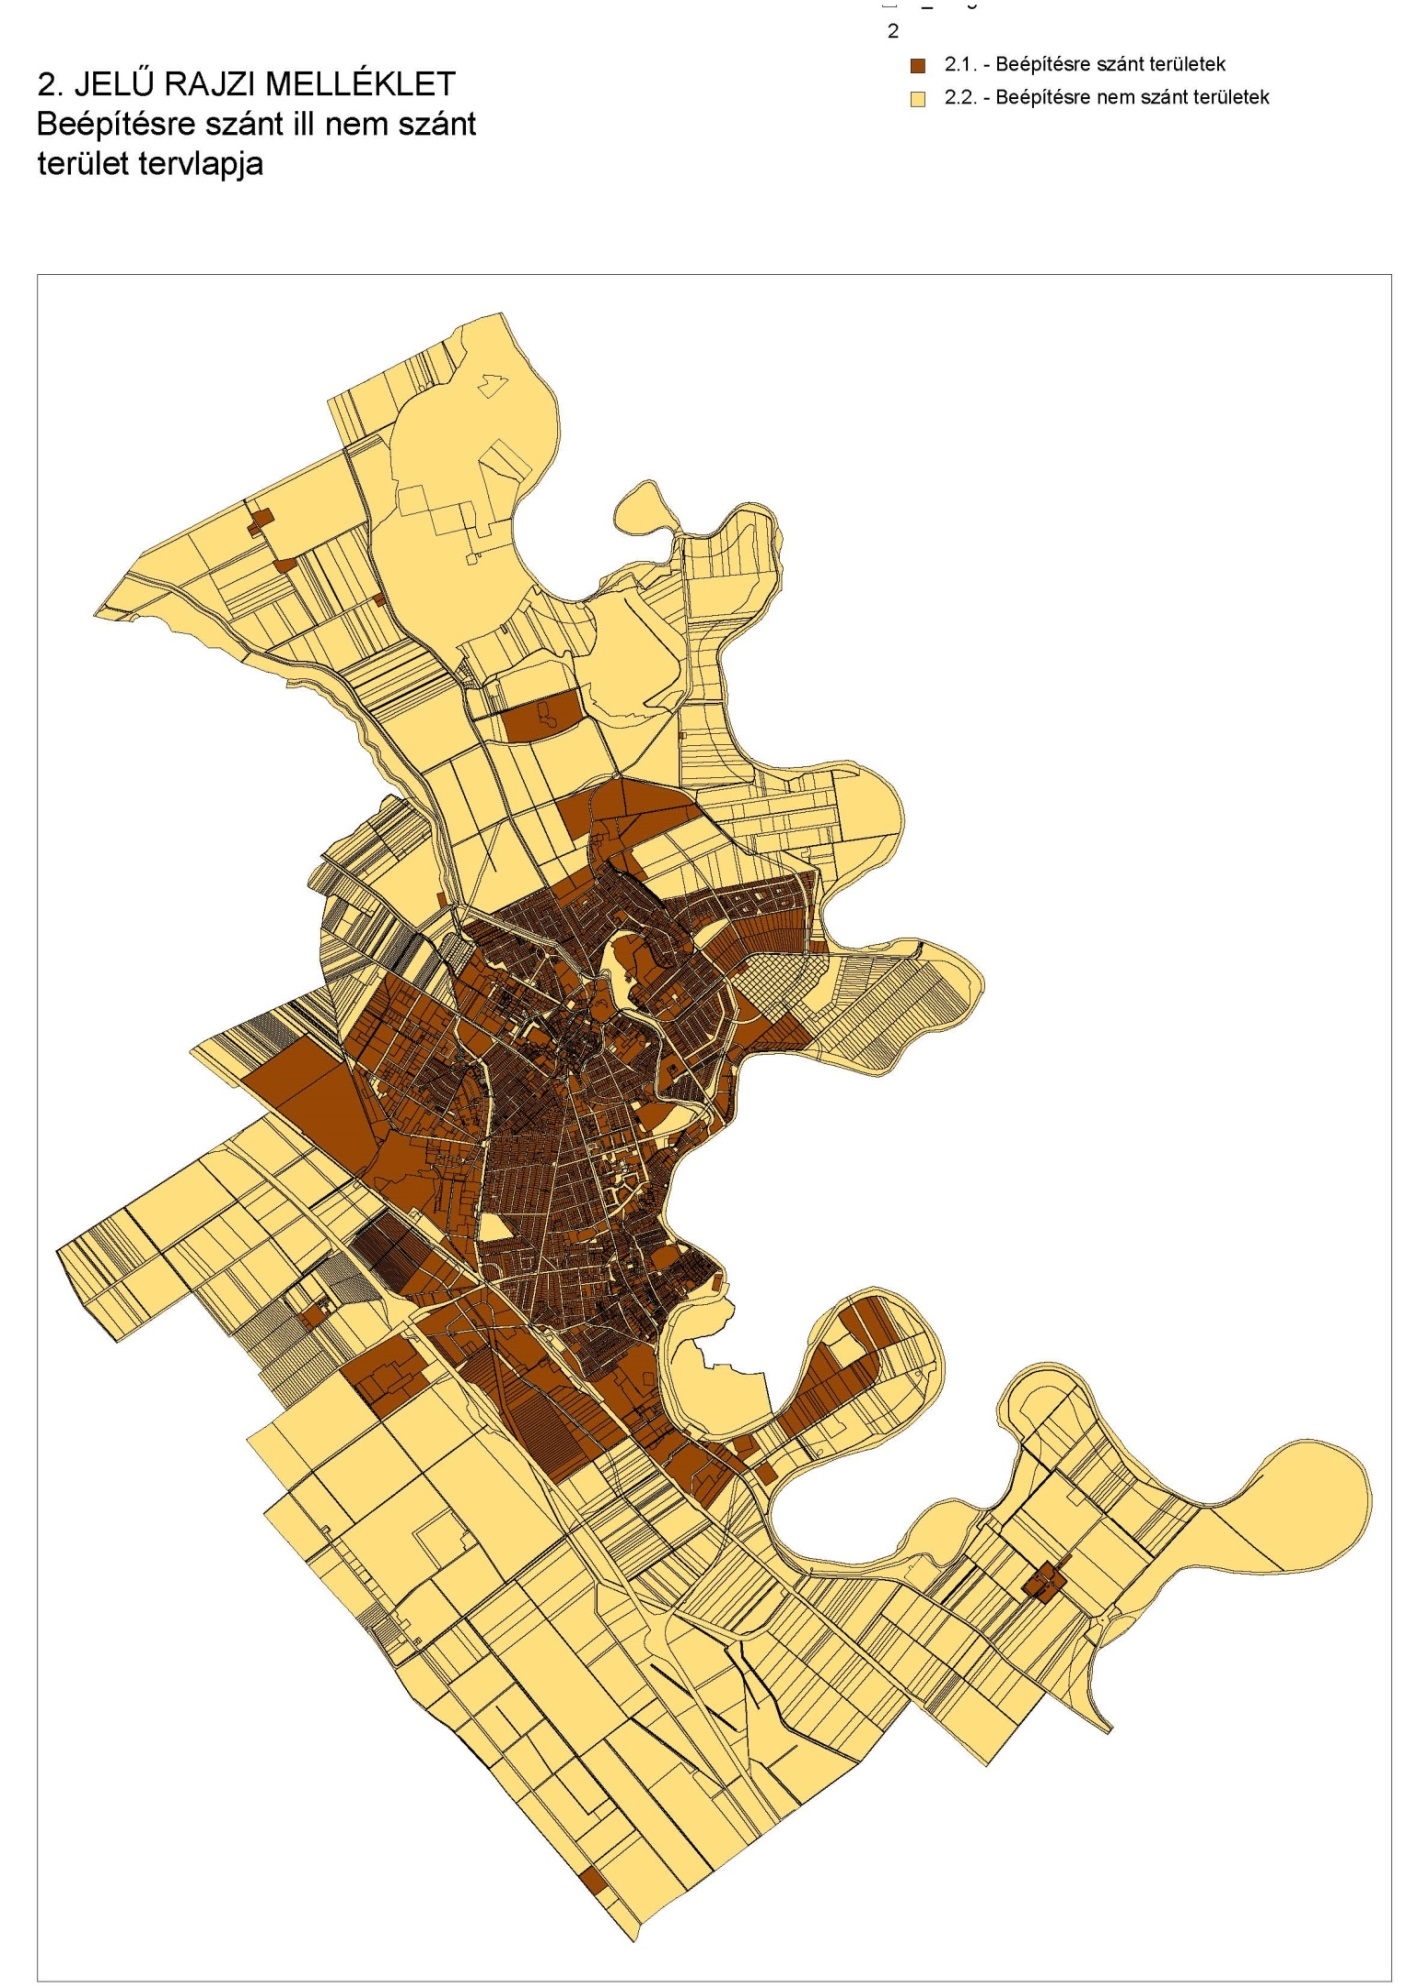 2. JELŰ RAJZI MELLÉKLET
Beépítésre szánt ill nem szánt
terület tervlapja
2
2.1. - Beépítésre szánt területek
2.2. - Beépítésre nem szánt területek